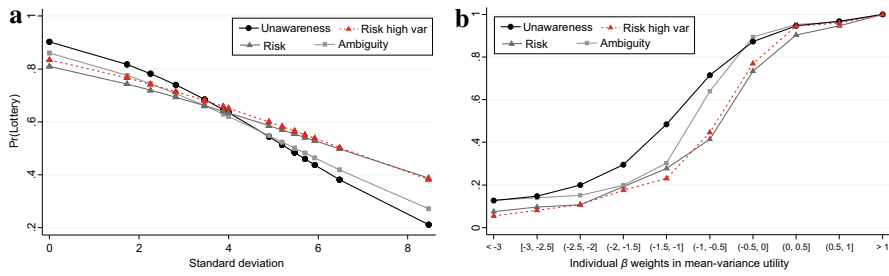 a
Unawareness
Risk high var
Risk
Ambiguity
Pr(Lottery)
1
.8
.6
.4
.2
0
2
4
6
8
Standard deviation
b
Unawareness
Risk high var
Risk
Ambiguity
1
.8
.6
.4
.2
0
< -3
[-3, -2.5]
(-2.5, -2]
(-2, -1.5]
(-1.5, -1]
(-1, -0.5]
(-0.5, 0]
(0, 0.5]
(0.5, 1]
> 1
Individual β weights in mean-variance utility